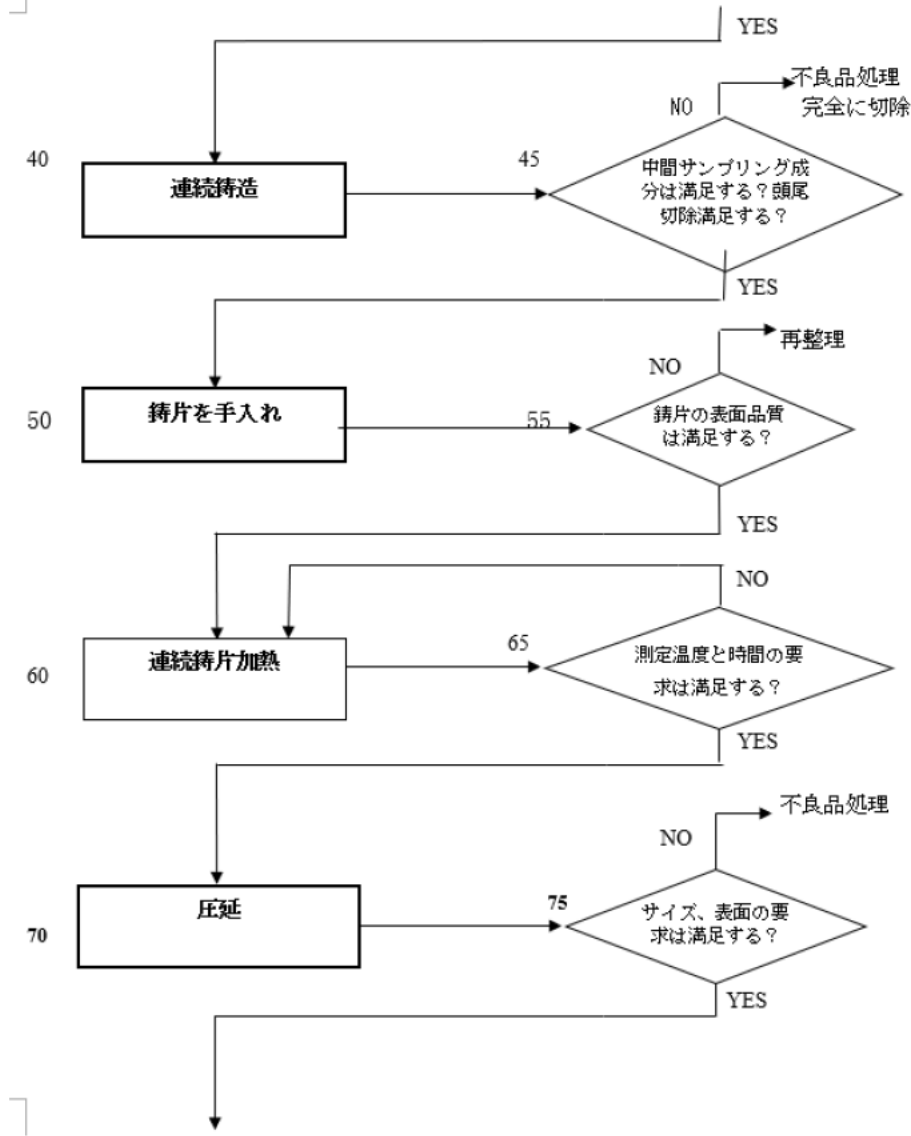 YES
不良品処理
完全に切除
NO
40
連続鋳造
45
中間サンプリング成
分は満足する？頭尾
切除満足する？
YES
再整理
NO
50
鋳片を手入れ
55
鋳片の表面品質
は満足する？
YES
NO
60
連続鋳片加熱
65
測定温度と時間の要
求は満足する？
YES
不良品処理
NO
70
圧延
75
サイズ、表面の要
求は満足する？
YES